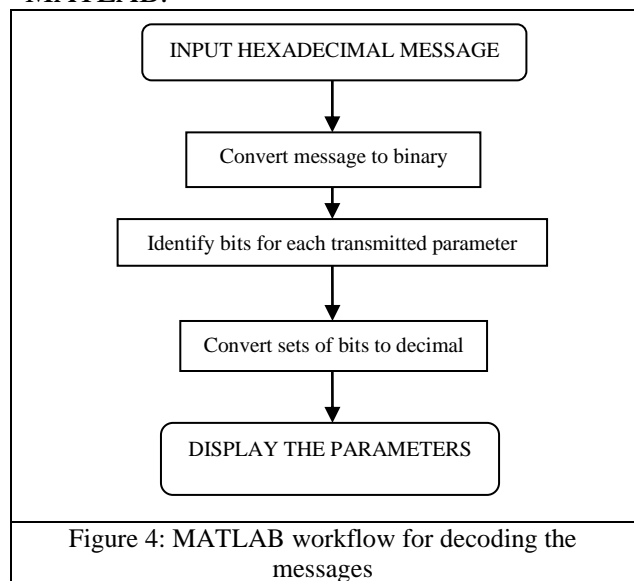 MATLAB.
INPUT HEXADECIMAL MESSAGE
Convert message to binary
Identify bits for each transmitted parameter
Convert sets of bits to decimal
DISPLAY THE PARAMETERS
Figure 4: MATLAB workflow for decoding the
messages